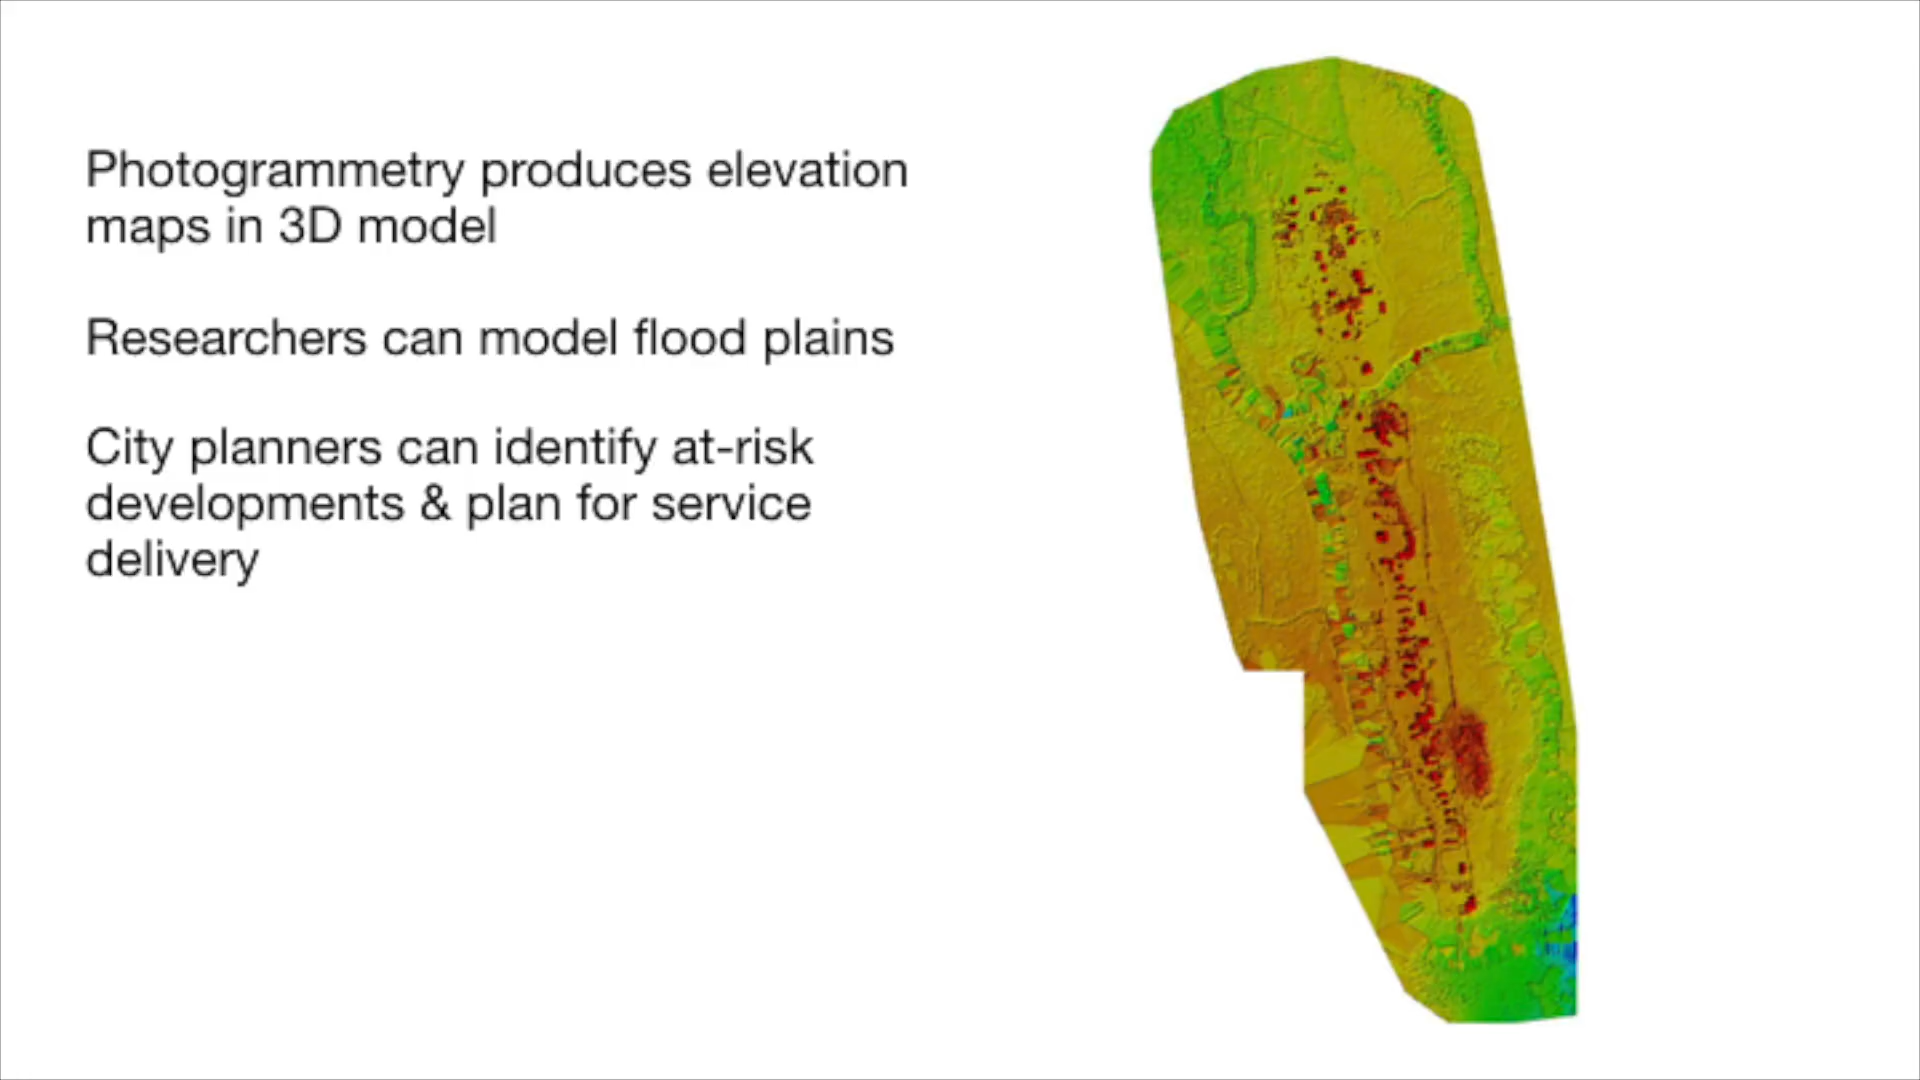 Photogrammetry produces elevation
maps in 3D model
Researchers can model flood plains
City planners can identify at-risk
developments & plan for service
delivery